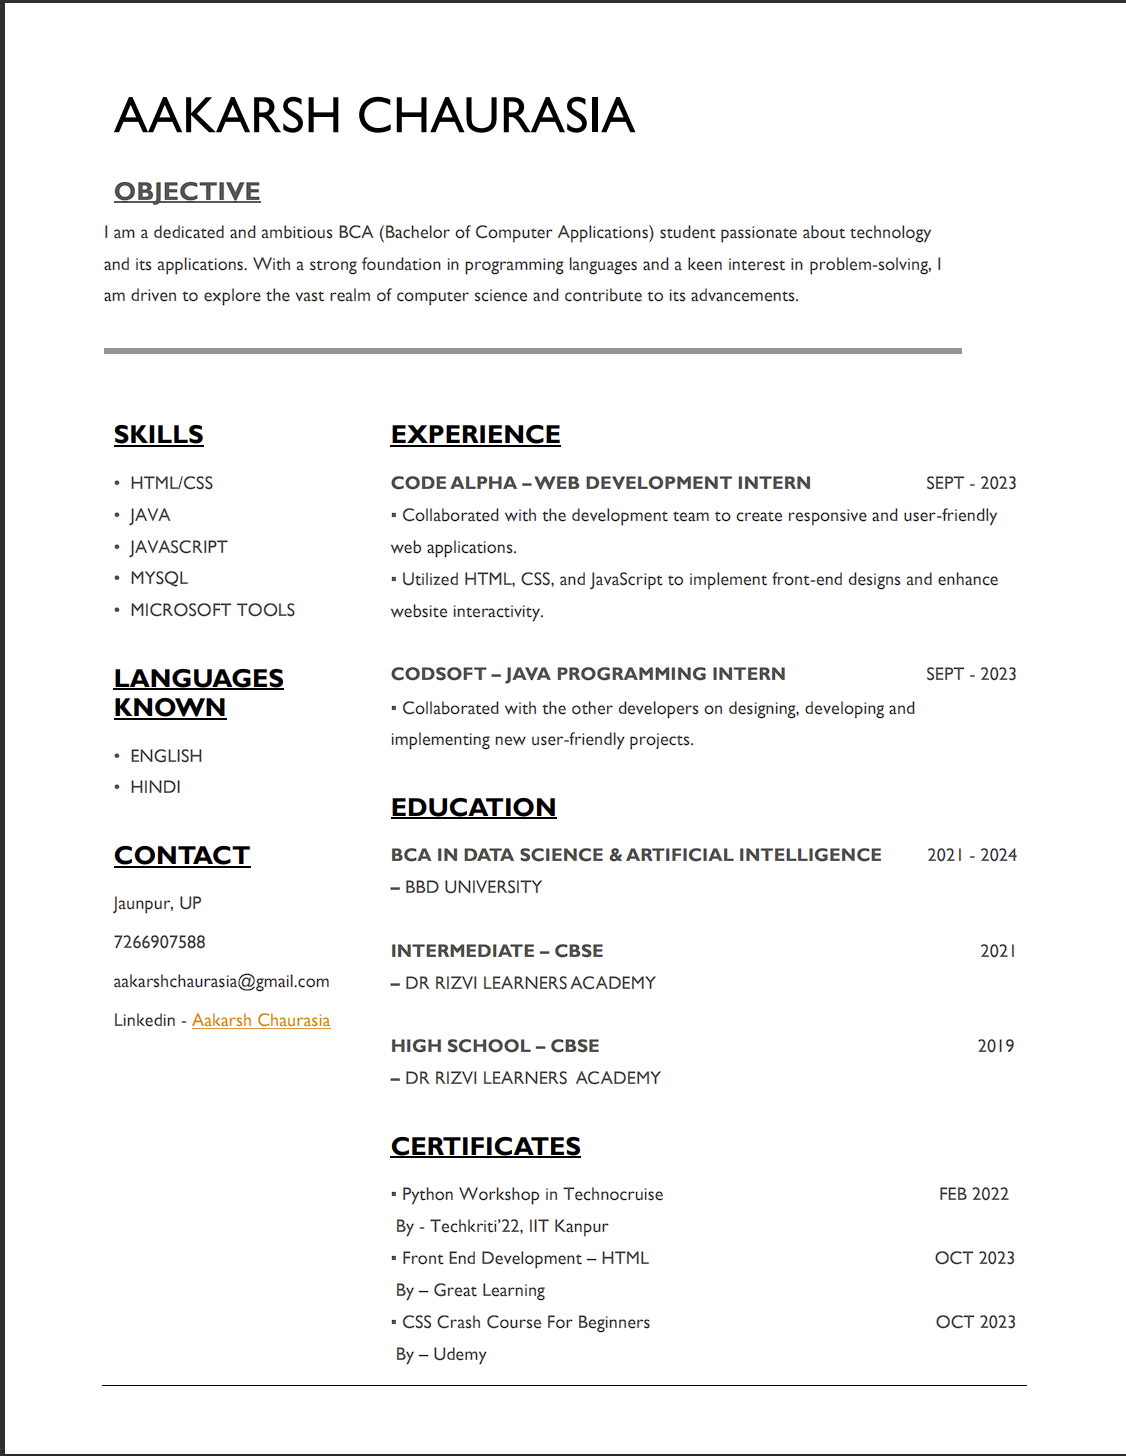 AAKARSH CHAURASIA
OBJECTIVE
I am a dedicated and ambitious BCA (Bachelor of Computer Applications) student passionate about technology
and its applications. With a strong foundation in programming languages and a keen interest in problem-solving, I
am driven to explore the vast realm of computer science and contribute to its advancements.
SKILLS
• HTML/CSS
• JAVA
• JAVASCRIPT
• MYSQL
• MICROSOFT TOOLS
LANGUAGES
KNOWN
• ENGLISH
• HINDI
CONTACT
Jaunpur, UP
7266907588
aakarshchaurasia@gmail.com
Linkedin - Aakarsh Chaurasia
EXPERIENCE
CODE ALPHA – WEB DEVELOPMENT INTERN SEPT - 2023
▪ Collaborated with the development team to create responsive and user-friendly
web applications.
▪ Utilized HTML, CSS, and JavaScript to implement front-end designs and enhance
website interactivity.
CODSOFT – JAVA PROGRAMMING INTERN SEPT - 2023
▪ Collaborated with the other developers on designing, developing and
implementing new user-friendly projects.
EDUCATION
BCA IN DATA SCIENCE & ARTIFICIAL INTELLIGENCE 2021 - 2024
– BBD UNIVERSITY
INTERMEDIATE – CBSE 2021
– DR RIZVI LEARNERS ACADEMY
HIGH SCHOOL – CBSE 2019
– DR RIZVI LEARNERS ACADEMY
CERTIFICATES
▪ Python Workshop in Technocruise FEB 2022
By - Techkriti’22, IIT Kanpur
▪ Front End Development – HTML OCT 2023
By – Great Learning
▪ CSS Crash Course For Beginners OCT 2023
By – Udemy